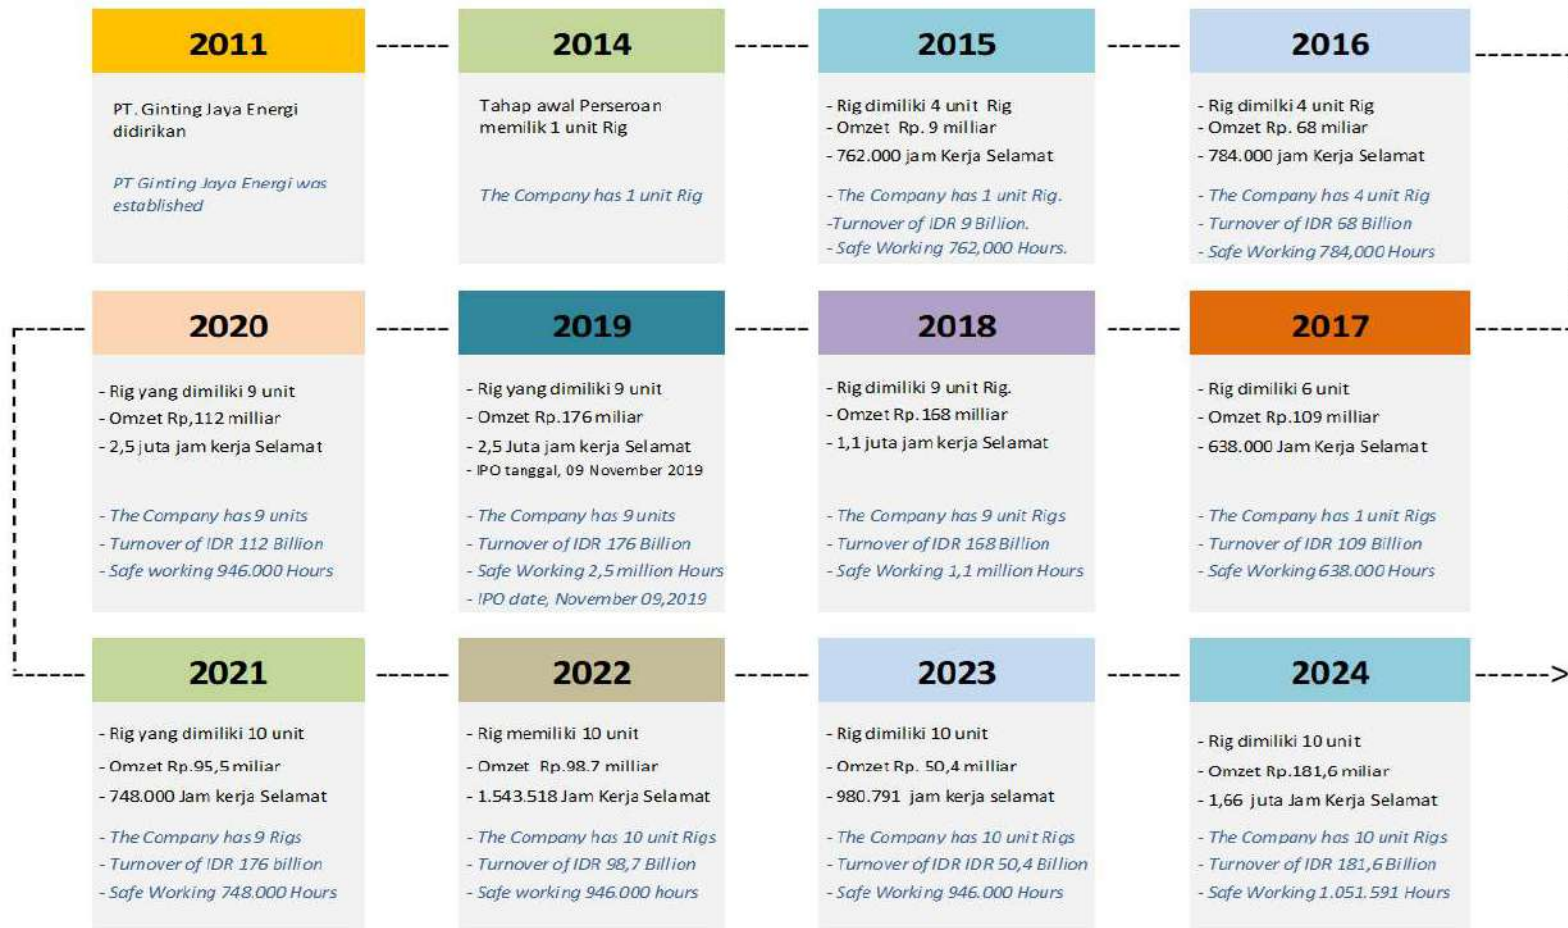 2011
PT. Ginting Jaya Energi
didirikan
PT Ginting Jaya Energi was
established
2014
Tahap awal Perseroan
memilik 1 unit Rig
The Company has 1 unit Rig
2015
- Rig dimiliki 4 unit Rig
- Omzet Rp. 9 milliar
- 762.000 jam Kerja Selamat
- The Company has 1 unit Rig.
-Turnover of IDR 9 Billion.
- Safe Working 762,000 Hours.
2016
- Rig dimilki 4 unit Rig
- Omzet Rp. 68 miliar
- 784.000 jam Kerja Selamat
- The Company has 4 unit Rig
- Turnover of IDR 68 Billion
- Safe Working 784,000 Hours
2020
- Rig yang dimiliki 9 unit
- Omzet Rp,112 milliar
- 2,5 juta jam kerja Selamat
- The Company has 9 units
- Turnover of IDR 112 Billion
- Safe working 946.000 Hours
2019
- Rig yang dimiliki 9 unit
- Omzet Rp.176 miliar
- 2,5 Juta jam kerja Selamat
- IPO tanggal, 09 November 2019
- The Company has 9 units
- Turnover of IDR 176 Billion
- Safe Working 2,5 million Hours
- IPO date, November 09,2019
2018
- Rig dimiliki 9 unit Rig.
- Omzet Rp.168 milliar
- 1,1 juta jam kerja Selamat
- The Company has 9 unit Rigs
- Turnover of IDR 168 Billion
- Safe Working 1,1 million Hours
2017
- Rig dimiliki 6 unit
- Omzet Rp.109 milliar
- 638.000 Jam Kerja Selamat
- The Company has 1 unit Rigs
- Turnover of IDR 109 Billion
- Safe Working 638.000 Hours
2021
- Rig yang dimiliki 10 unit
- Omzet Rp.95,5 miliar
- 748.000 Jam kerja Selamat
- The Company has 9 Rigs
- Turnover of IDR 176 billion
- Safe Working 748.000 Hours
2022
- Rig memiliki 10 unit
- Omzet Rp.98.7 milliar
- 1.543.518 Jam Kerja Selamat
- The Company has 10 unit Rigs
- Turnover of IDR 98,7 Billion
- Safe working 946.000 hours
2023
- Rig dimiliki 10 unit
- Omzet Rp. 50,4 milliar
- 980.791 jam kerja selamat
- The Company has 10 unit Rigs
- Turnover of IDR IDR 50,4 Billion
- Safe Working 946.000 Hours
2024
- Rig dimiliki 10 unit
- Omzet Rp.181,6 miliar
- 1,66 juta Jam Kerja Selamat
- The Company has 10 unit Rigs
- Turnover of IDR 181,6 Billion
- Safe Working 1.051.591 Hours